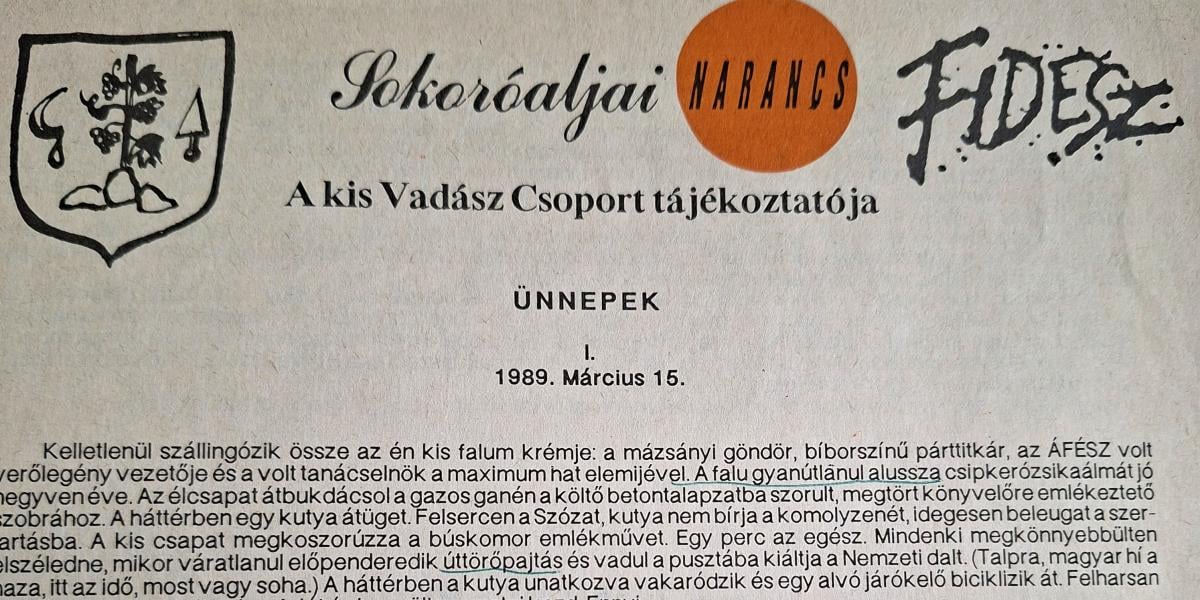 Sokoróaljai NARANCS FIDESZ
A kis Vadász Csoport tájékoztatója
ÜNNEPEK
I.
1989. Március 15.
Kelletlenül szállingózik össze az én kis falum krémje: a mázsányi göndör, bíborszínű párttitkár, az ÁFÉSZ volt
verőlegény vezetője és a volt tanácselnök a maximum hat elemijével. A falu gyanútlanul alussza csipkerózsikaálmát jó
negyven éve. Az élcsapat átbukdácsol a gazos ganén a költő betontalapzatba szorult, megtört könyvelőre emlékeztető
szobrához. A háttérben egy kutya átüget. Felsercen a Szózat, kutya nem bírja a komolyzenét, idegesen beleugat a szer-
tartásba. A kis csapat megkoszorúzza a búskomor emlékművet. Egy perc az egész. Mindenki megkönnyebbülten
elszéledne, mikor váratlanul előpenderedik úttörőpajtás és vadul a pusztába kiáltja a Nemzeti dalt. (Talpra, magyar hí a
haza, itt az idő, most vagy soha.) A háttérben a kutya unatkozva vakaródzik és egy alvó járókelő biciklizik át. Felharsan